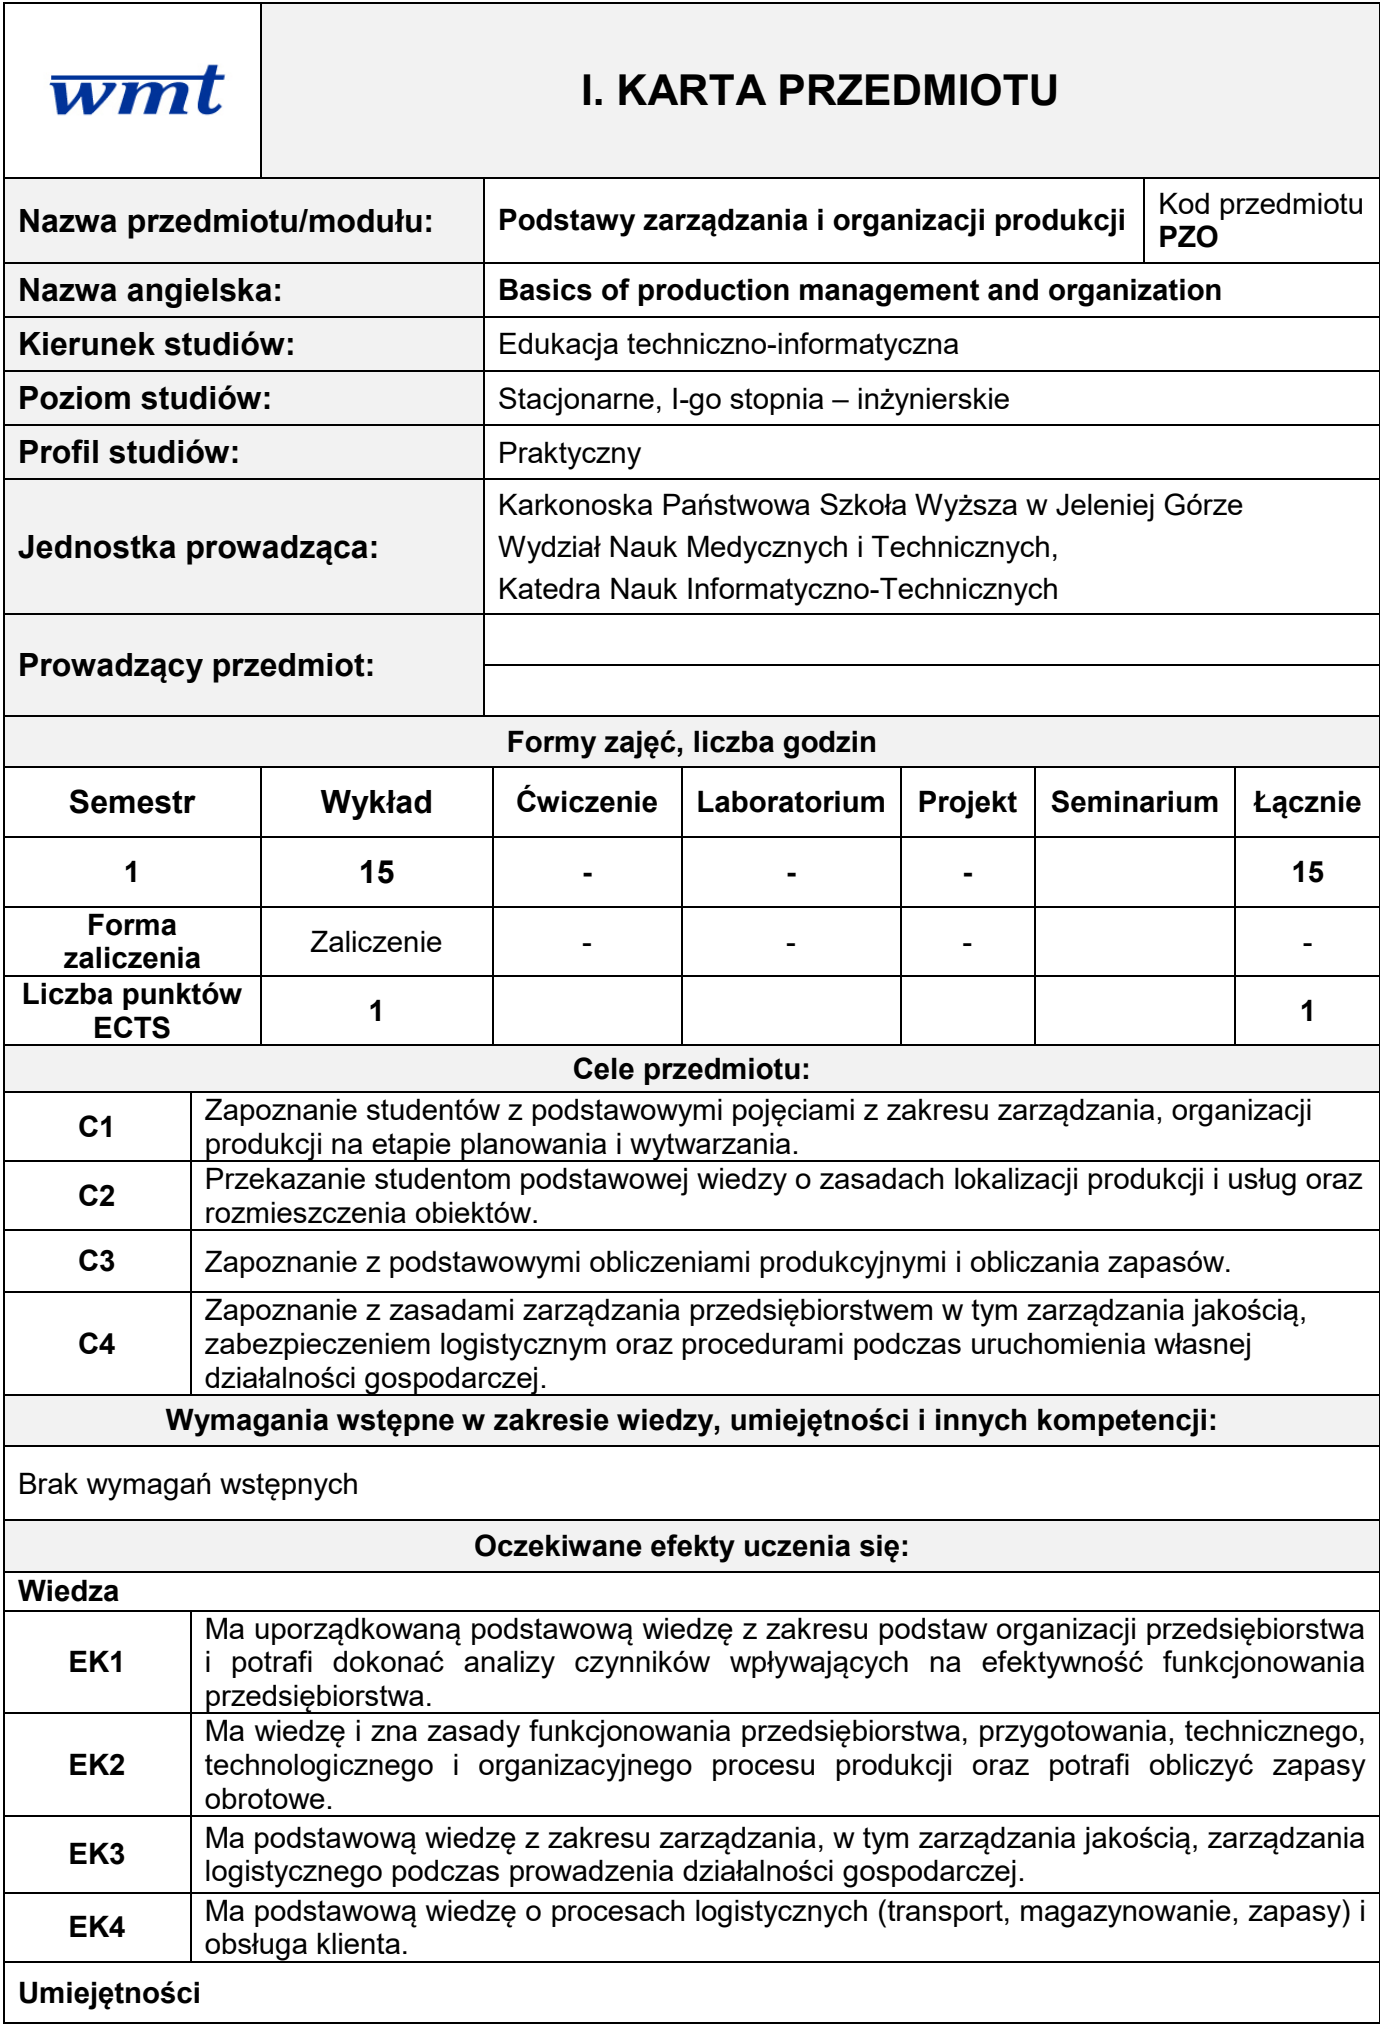 wmt
I. KARTA PRZEDMIOTU
Nazwa przedmiotu/modułu:
Podstawy zarządzania i organizacji produkcji
Kod przedmiotu
PZO
Nazwa angielska:
Basics of production management and organization
Kierunek studiów:
Edukacja techniczno-informatyczna
Poziom studiów:
Stacjonarne, I-go stopnia – inżynierskie
Profil studiów:
Praktyczny
Jednostka prowadząca:
Karkonoska Państwowa Szkoła Wyższa w Jeleniej Górze
Wydział Nauk Medycznych i Technicznych,
Katedra Nauk Informatyczno-Technicznych
Prowadzący przedmiot:
Formy zajęć, liczba godzin
Semestr Wykład Ćwiczenie Laboratorium Projekt Seminarium Łącznie
1 15 - - - 15
Forma
zaliczenia
Zaliczenie - - - -
Liczba punktów
ECTS
1 1
Cele przedmiotu:
C1
Zapoznanie studentów z podstawowymi pojęciami z zakresu zarządzania, organizacji
produkcji na etapie planowania i wytwarzania.
C2
Przekazanie studentom podstawowej wiedzy o zasadach lokalizacji produkcji i usług oraz
rozmieszczenia obiektów.
C3
Zapoznanie z podstawowymi obliczeniami produkcyjnymi i obliczania zapasów.
C4
Zapoznanie z zasadami zarządzania przedsiębiorstwem w tym zarządzania jakością,
zabezpieczeniem logistycznym oraz procedurami podczas uruchomienia własnej
działalności gospodarczej.
Wymagania wstępne w zakresie wiedzy, umiejętności i innych kompetencji:
Brak wymagań wstępnych
Oczekiwane efekty uczenia się:
Wiedza
EK1
Ma uporządkowaną podstawową wiedzę z zakresu podstaw organizacji przedsiębiorstwa
i potrafi dokonać analizy czynników wpływających na efektywność funkcjonowania
przedsiębiorstwa.
EK2
Ma wiedzę i zna zasady funkcjonowania przedsiębiorstwa, przygotowania, technicznego,
technologicznego i organizacyjnego procesu produkcji oraz potrafi obliczyć zapasy
obrotowe.
EK3
Ma podstawową wiedzę z zakresu zarządzania, w tym zarządzania jakością, zarządzania
logistycznego podczas prowadzenia działalności gospodarczej.
EK4
Ma podstawową wiedzę o procesach logistycznych (transport, magazynowanie, zapasy) i
obsługa klienta.
Umiejętności